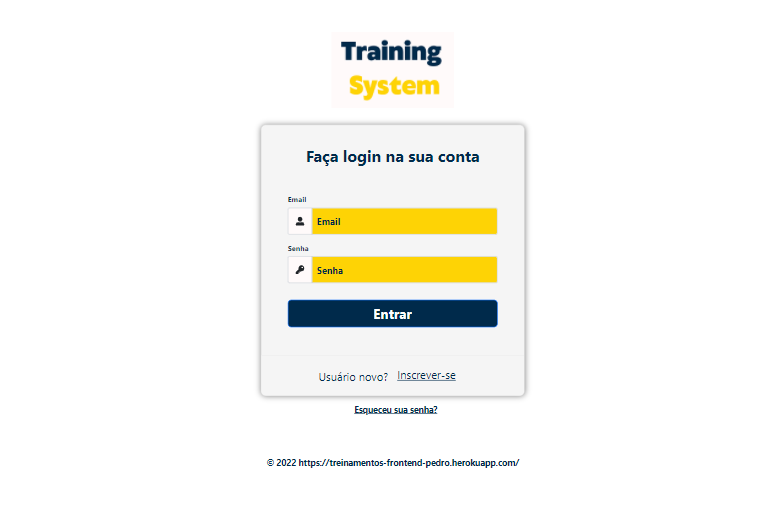 Training
System
Faça login na sua conta
Email
Email
Senha
Senha
Entrar
Usuário novo? Inscrever-se
Esqueceu sua senha?
© 2022 https://treinamentos-frontend-pedro.herokuapp.com/